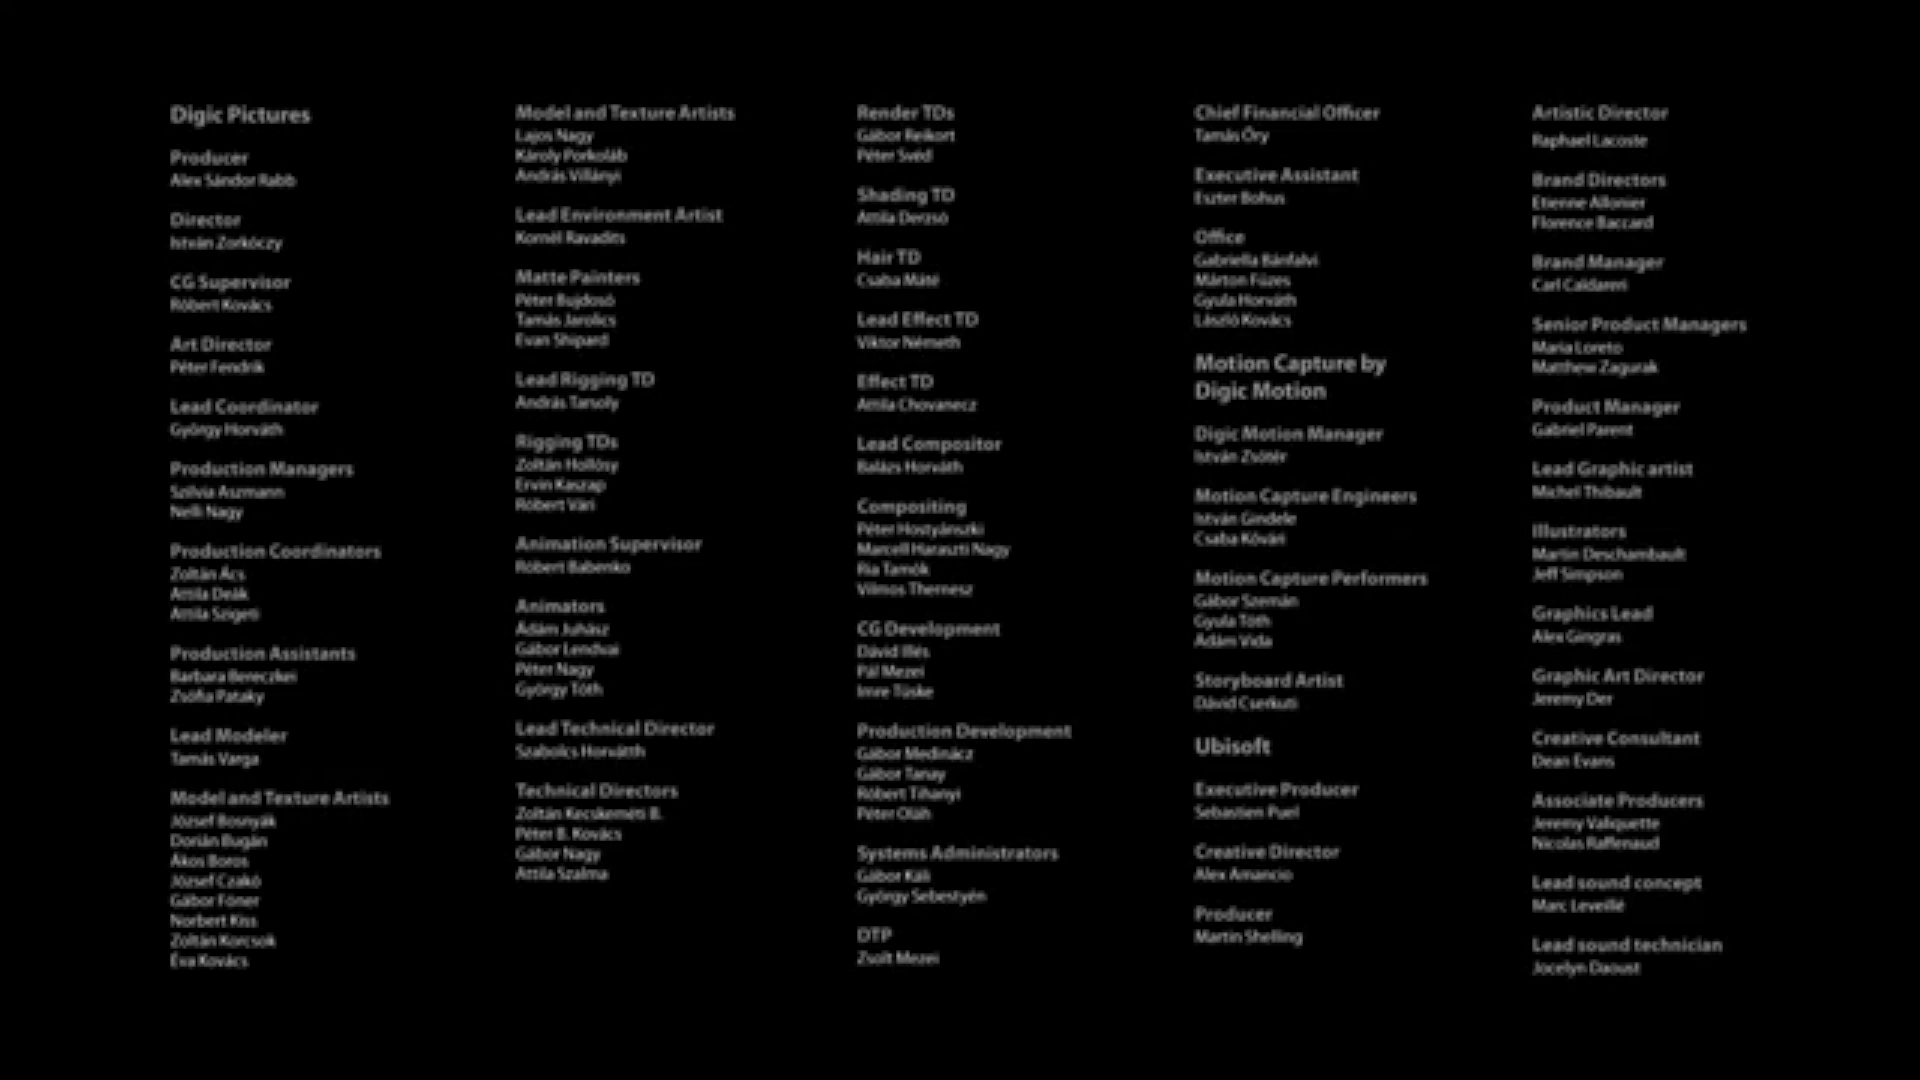 Digic Pictures
Producer
Alex Sándor Rabb
Director
István Zorkóczy
CG Supervisor
Róbert Kovács
Art Director
Péter Fendrik
Lead Coordinator
György Horváth
Production Managers
Szilvia Aszmann
Nelli Nagy
Production Coordinators
Zoltán Ács
Attila Deák
Attila Szigeti
Production Assistants
Barbara Bereczkei
Zsófia Pataky
Lead Modeler
Tamás Varga
Model and Texture Artists
József Bosnyák
Dorián Bugán
Ákos Boros
József Czakó
Gábor Fóner
Norbert Kiss
Zoltán Korcsok
Éva Kovács
Model and Texture Artists
Lajos Nagy
Károly Porkoláb
András Villányi
Lead Environment Artist
Kornél Ravadits
Matte Painters
Péter Bujdosó
Tamás Jarolics
Evan Shipard
Lead Rigging TD
András Tarsoly
Rigging TDs
Zoltán Hollósy
Ervin Kaszap
Róbert Vári
Animation Supervisor
Róbert Babenko
Animators
Ádám Juhász
Gábor Lendvai
Péter Nagy
György Tóth
Lead Technical Director
Szabolcs Horvátth
Technical Directors
Zoltán Kecskeméti B.
Péter B. Kovács
Gábor Nagy
Attila Szalma
Render TDs
Gábor Reikort
Péter Svéd
Shading TD
Attila Derzsó
Hair TD
Csaba Máté
Lead Effect TD
Viktor Németh
Effect TD
Attila Chovanecz
Lead Compositor
Balázs Horváth
Compositing
Péter Hostyánszki
Marcell Haraszti Nagy
Ria Tamók
Vilmos Thernesz
CG Development
Dávid Illés
Pál Mezei
Imre Tüske
Production Development
Gábor Medinácz
Gábor Tanay
Róbert Tihanyi
Péter Oláh
Systems Administrators
Gábor Káli
György Sebestyén
DTP
Zsolt Mezei
Chief Financial Officer
Tamás Őry
Executive Assistant
Eszter Bohus
Office
Gabriella Bánfalvi
Márton Füzes
Gyula Horváth
László Kovács
Motion Capture by
Digic Motion
Digic Motion Manager
István Zsótér
Motion Capture Engineers
István Gindele
Csaba Kővári
Motion Capture Performers
Gábor Szemán
Gyula Tóth
Ádám Vida
Storyboard Artist
Dávid Cserkuti
Ubisoft
Executive Producer
Sebastien Puel
Creative Director
Alex Amancio
Producer
Martin Shelling
Artistic Director
Raphael Lacoste
Brand Directors
Etienne Allonier
Florence Baccard
Brand Manager
Carl Caldareri
Senior Product Managers
Maria Loreto
Matthew Zagurak
Product Manager
Gabriel Parent
Lead Graphic artist
Michel Thibault
Illustrators
Martin Deschambault
Jeff Simpson
Graphics Lead
Alex Gingras
Graphic Art Director
Jeremy Der
Creative Consultant
Dean Evans
Associate Producers
Jeremy Valiquette
Nicolas Raffenaud
Lead sound concept
Marc Leveillé
Lead sound technician
Jocelyn Daoust